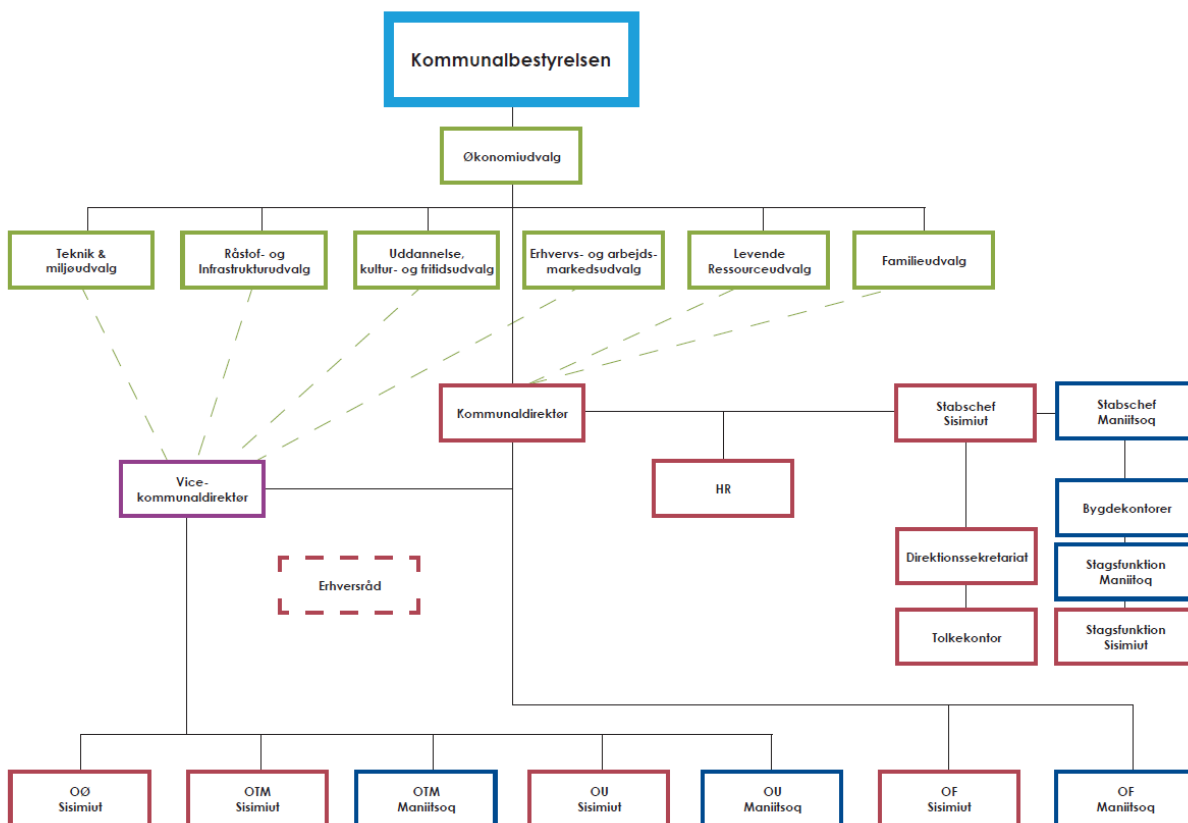 Kommunalbestyrelsen
Økonomiudvalg
Teknik &
miljøudvalg
Råstof- og
Infrastrukturudvalg
Uddannelse,
kultur- og fritidsudvalg
Erhvervs- og arbejds-
markedsudvalg
Levende
Ressourceudvalg
Familieudvalg
Kommunaldirektør
Stabschef
Sisimiut
Stabschef
Maniitsoq
Vice-
kommunaldirektør
HR
Bygdekontorer
Direktionssekretariat
Stagsfunktion
Maniitoq
Erhversråd
Tolkekontor
Stagsfunktion
Sisimiut
OØ
Sisimiut
OTM
Sisimiut
OTM
Maniitsoq
OU
Sisimiut
OU
Maniitsoq
OF
Sisimiut
OF
Maniitsoq